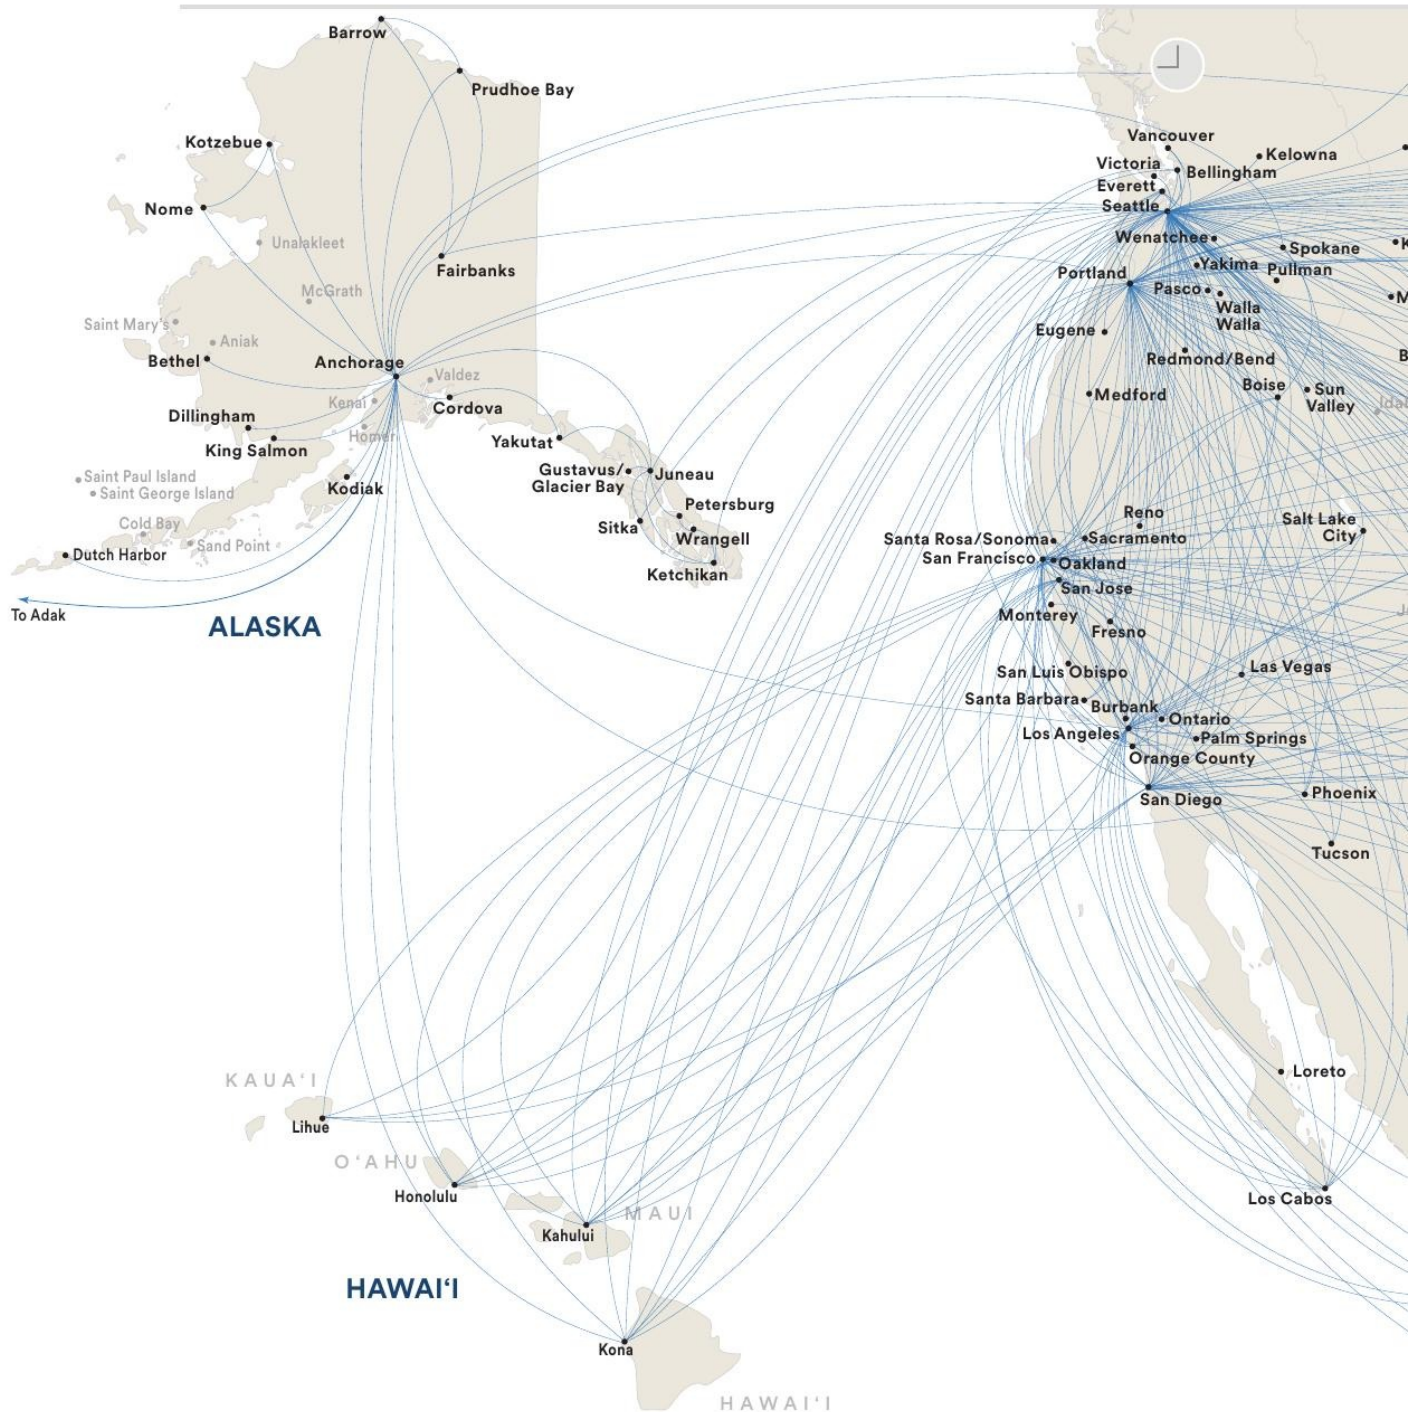 Barrow
Prudhoe Bay
Kotzebue
Nome
Unalakleet
Fairbanks
McGrath
Saint Mary's
Aniak
Bethel
Anchorage
Valdez
Kenai
Cordova
Dillingham
Homer
King Salmon
Yakutat
Saint Paul Island
Saint George Island
Kodiak
Gustavus/
Glacier Bay
Juneau
Petersburg
Cold Bay
Sitka
Wrangell
Sand Point
Dutch Harbor
Ketchikan
To Adak
ALASKA
Vancouver
Victoria
Kelowna
Bellingham
Everett
Seattle
Wenatchee
Spokane
K
Yakima
Pullman
Portland
Pasco
Walla
Walla
M
Eugene
Redmond/Bend
B
Boise
Sun
Valley
Idah
Medford
Reno
Salt Lake
City
Santa Rosa/Sonoma
Sacramento
San Francisco
Oakland
San Jose
Monterey
Fresno
San Luis Obispo
Las Vegas
Santa Barbara
Burbank
Ontario
Los Angeles
Palm Springs
Orange County
San Diego
Phoenix
Tucson
Loreto
Los Cabos
KAUA‘I
Lihue
O‘AHU
Honolulu
MAUI
Kahului
HAWAI‘I
Kona
HAWAI‘I